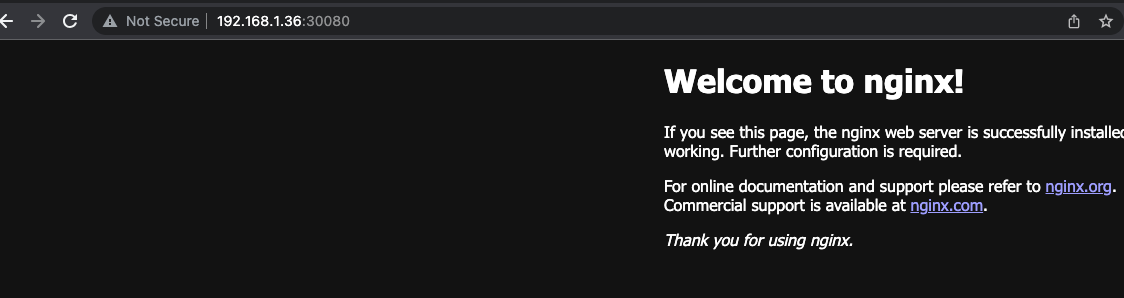 Not Secure 192.168.1.36:30080
Welcome to nginx!
If you see this page, the nginx web server is successfully installed
working. Further configuration is required.
For online documentation and support please refer to nginx.org.
Commercial support is available at nginx.com.
Thank you for using nginx.